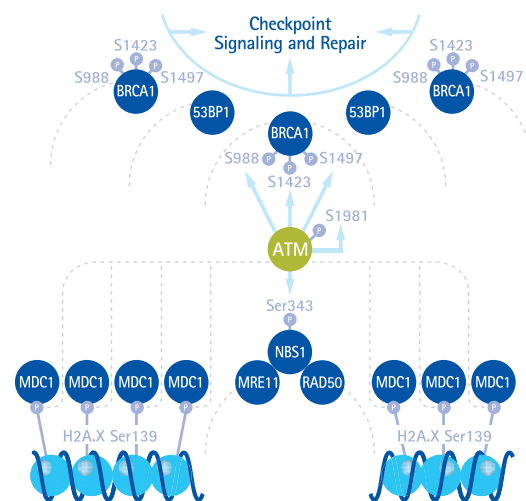 Checkpoint
Signaling and Repair
S1423
S988
P
P
P
S1497
BRCA1
S1423
S988
P
P
P
S1497
BRCA1
53BP1
53BP1
BRCA1
S988
P
P
P
S1497
S1423
S1981
P
ATM
Ser343
P
NBS1
MRE11
RAD50
MDC1
MDC1
MDC1
MDC1
MDC1
MDC1
MDC1
P
P
P
P
P
P
P
H2A.X Ser139
H2A.X Ser139